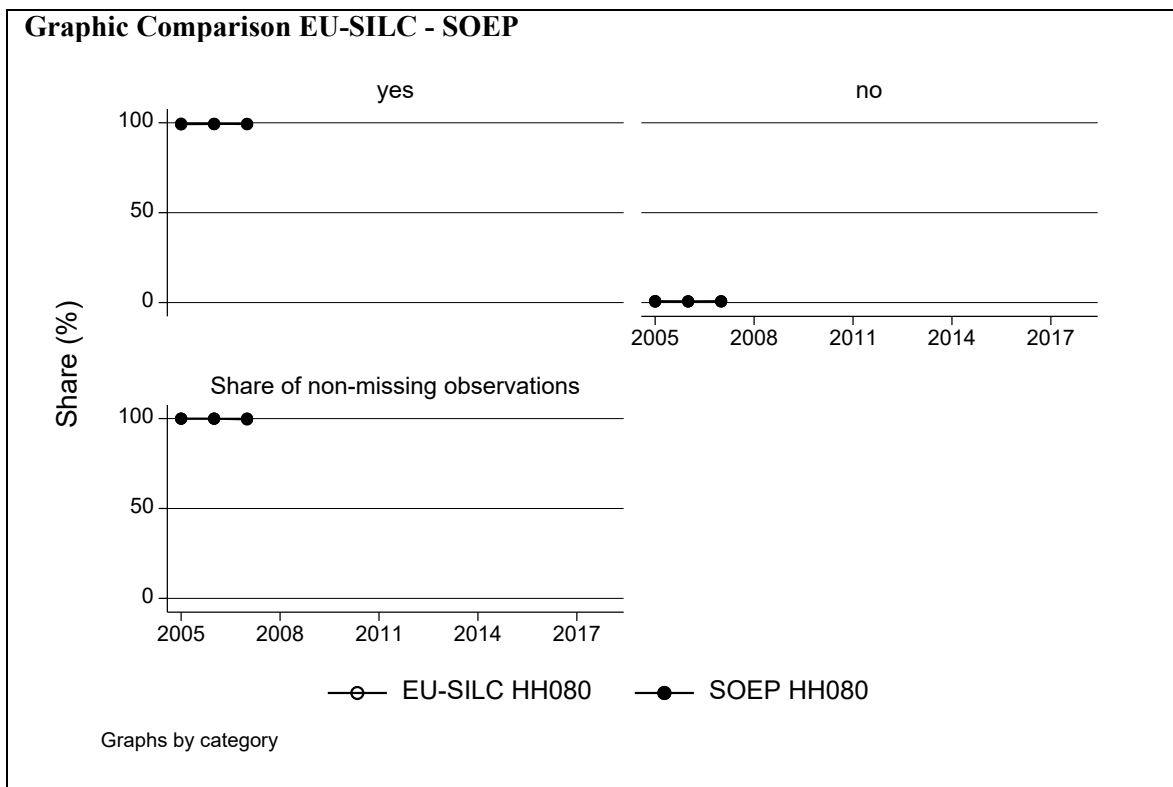 Graphic Comparison EU-SILC - SOEP
yes
no
100
50
0
2005 2008 2011 2014 2017
Share (%)
Share of non-missing observations
100
50
0
2005 2008 2011 2014 2017
EU-SILC HH080 SOEP HH080
Graphs by category